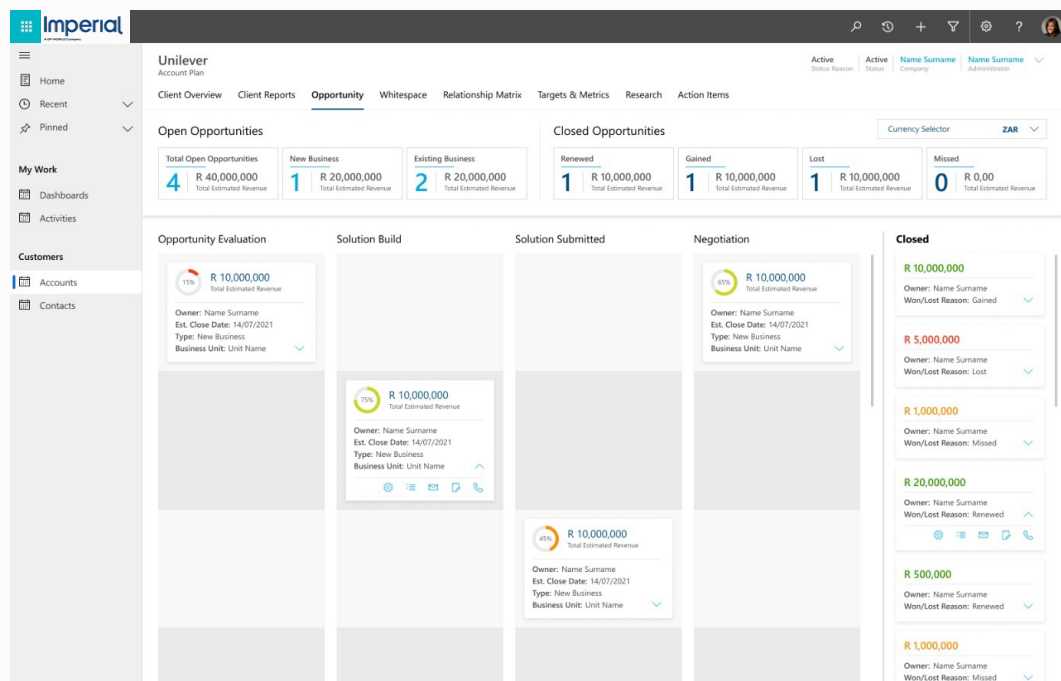 Imperial
A DP WORLD Company
Home
Recent
Pinned
My Work
Dashboards
Activities
Customers
Accounts
Contacts
Unilever
Account Plan
Active
Status Reason
Active
Status
Name Surname
Company
Name Surname
Administrator
Client Overview Client Reports Opportunity Whitespace Relationship Matrix Targets & Metrics Research Action Items
Open Opportunities
Total Open Opportunities
4 R 40,000,000
Total Estimated Revenue
New Business
1 R 20,000,000
Total Estimated Revenue
Existing Business
2 R 20,000,000
Total Estimated Revenue
Closed Opportunities
Currency Selector ZAR
Renewed
1 R 10,000,000
Total Estimated Revenue
Gained
1 R 10,000,000
Total Estimated Revenue
Lost
1 R 10,000,000
Total Estimated Revenue
Missed
0 R 0,00
Total Estimated Revenue
Opportunity Evaluation
15% R 10,000,000
Total Estimated Revenue
Owner: Name Surname
Est. Close Date: 14/07/2021
Type: New Business
Business Unit: Unit Name
Solution Build
75% R 10,000,000
Total Estimated Revenue
Owner: Name Surname
Est. Close Date: 14/07/2021
Type: New Business
Business Unit: Unit Name
Solution Submitted
45% R 10,000,000
Total Estimated Revenue
Owner: Name Surname
Est. Close Date: 14/07/2021
Type: New Business
Business Unit: Unit Name
Negotiation
65% R 10,000,000
Total Estimated Revenue
Owner: Name Surname
Est. Close Date: 14/07/2021
Type: New Business
Business Unit: Unit Name
Closed
R 10,000,000
Owner: Name Surname
Won/Lost Reason: Gained
R 5,000,000
Owner: Name Surname
Won/Lost Reason: Lost
R 1,000,000
Owner: Name Surname
Won/Lost Reason: Missed
R 20,000,000
Owner: Name Surname
Won/Lost Reason: Renewed
R 500,000
Owner: Name Surname
Won/Lost Reason: Renewed
R 1,000,000
Owner: Name Surname
Won/Lost Reason: Missed